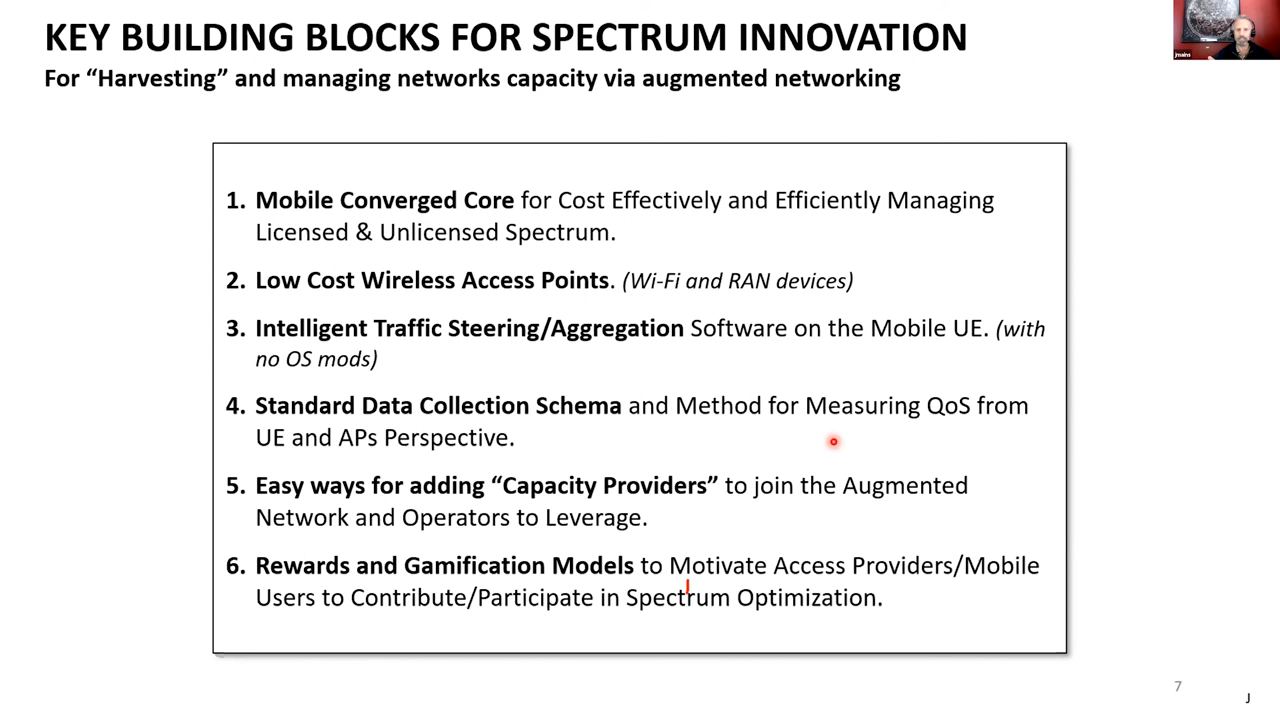 KEY BUILDING BLOCKS FOR SPECTRUM INNOVATION
For “Harvesting” and managing networks capacity via augmented networking
jmains
1. Mobile Converged Core for Cost Effectively and Efficiently Managing
Licensed & Unlicensed Spectrum.
2. Low Cost Wireless Access Points. (Wi-Fi and RAN devices)
3. Intelligent Traffic Steering/Aggregation Software on the Mobile UE. (with
no OS mods)
4. Standard Data Collection Schema and Method for Measuring QoS from
UE and APs Perspective.
5. Easy ways for adding “Capacity Providers” to join the Augmented
Network and Operators to Leverage.
6. Rewards and Gamification Models to Motivate Access Providers/Mobile
Users to Contribute/Participate in Spectrum Optimization.
7
J